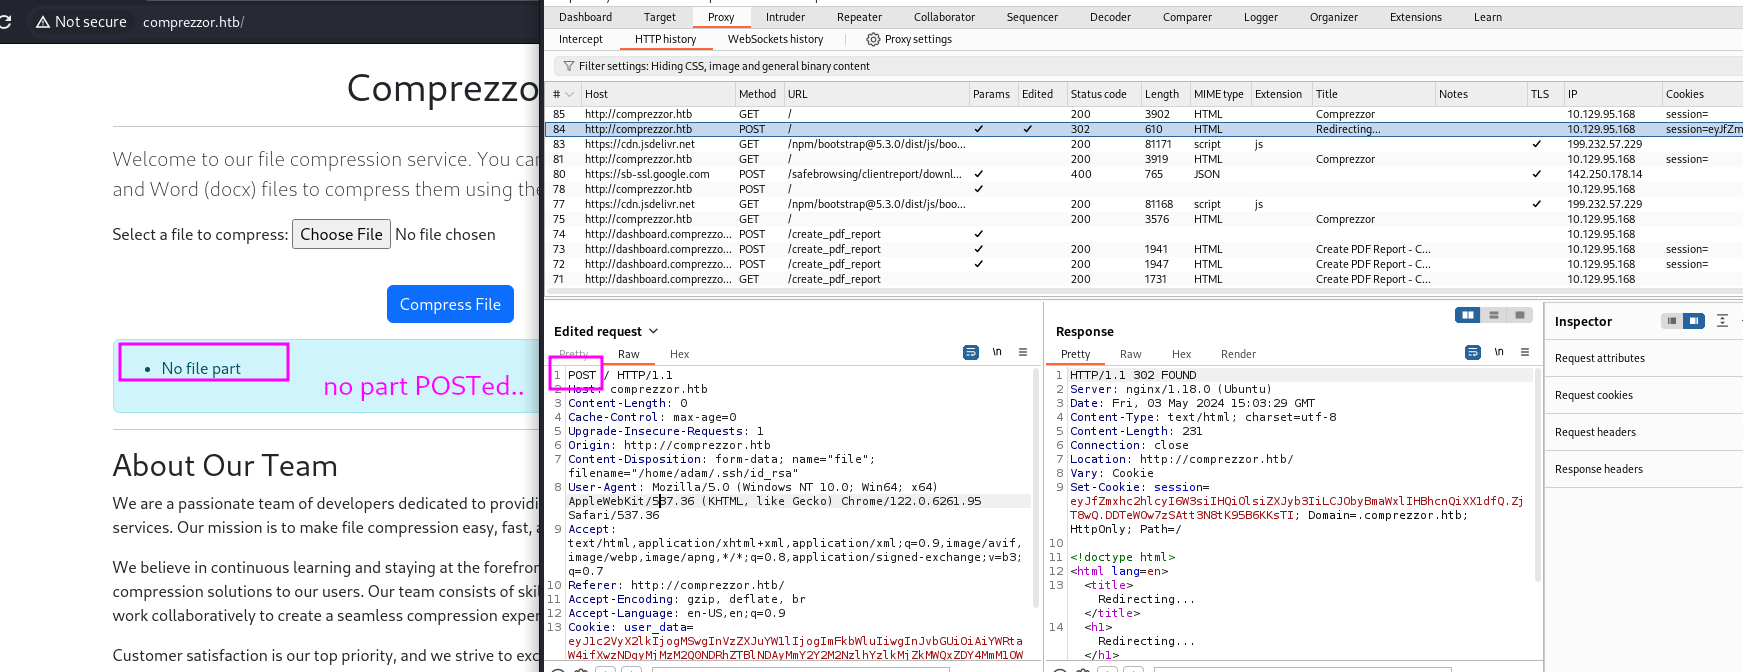 Not secure comprezzor.htb/
Comprezzo
Welcome to our file compression service. You can
and Word (docx) files to compress them using the
Select a file to compress: Choose File No file chosen
Compress File
No file part
no part POSTed..
About Our Team
We are a passionate team of developers dedicated to providi
services. Our mission is to make file compression easy, fast, a
We believe in continuous learning and staying at the forefron
compression solutions to our users. Our team consists of skil
work collaboratively to create a seamless compression exper
Customer satisfaction is our top priority, and we strive to exc
Dashboard Target Proxy Intruder Repeater Collaborator Sequencer Decoder Comparer Logger Organizer Extensions Learn
Intercept HTTP history WebSockets history Proxy settings
Filter settings: Hiding CSS, image and general binary content
# Host Method URL Params Edited Status code Length MIME type Extension Title Notes TLS IP Cookies
85 http://comprezzor.htb GET / 200 3902 HTML Comprezzor 10.129.95.168 session=
84 http://comprezzor.htb POST / ✓ ✓ 302 610 HTML Redirecting... 10.129.95.168 session=eyJfZm
83 https://cdn.jsdelivr.net GET /npm/bootstrap@5.3.0/dist/js/boo... 200 81171 script js ✓ 199.232.57.229
81 http://comprezzor.htb GET / 200 3919 HTML Comprezzor 10.129.95.168 session=
80 https://sb-ssl.google.com POST /safebrowsing/clientreport/downl... ✓ 400 765 JSON ✓ 142.250.178.14
78 http://comprezzor.htb POST / ✓ 10.129.95.168
77 https://cdn.jsdelivr.net GET /npm/bootstrap@5.3.0/dist/js/boo... 200 81168 script js ✓ 199.232.57.229
75 http://comprezzor.htb GET / 200 3576 HTML Comprezzor 10.129.95.168
74 http://dashboard.comprezzo... POST /create_pdf_report ✓ 10.129.95.168
73 http://dashboard.comprezzo... POST /create_pdf_report ✓ 200 1941 HTML Create PDF Report - C... 10.129.95.168 session=
72 http://dashboard.comprezzo... POST /create_pdf_report ✓ 200 1947 HTML Create PDF Report - C... 10.129.95.168 session=
71 http://dashboard.comprezzo... GET /create_pdf_report 200 1731 HTML Create PDF Report - C... 10.129.95.168
Edited request
Pretty Raw Hex \n
1 POST / HTTP/1.1
2 Host: comprezzor.htb
3 Content-Length: 0
4 Cache-Control: max-age=0
5 Upgrade-Insecure-Requests: 1
6 Origin: http://comprezzor.htb
7 Content-Disposition: form-data; name="file";
filename="/home/adam/.ssh/id_rsa"
8 User-Agent: Mozilla/5.0 (Windows NT 10.0; Win64; x64)
AppleWebKit/537.36 (KHTML, like Gecko) Chrome/122.0.6261.95
Safari/537.36
9 Accept:
text/html,application/xhtml+xml,application/xml;q=0.9,image/avif,
image/webp,image/apng,*/*;q=0.8,application/signed-exchange;v=b3;
q=0.7
10 Referer: http://comprezzor.htb/
11 Accept-Encoding: gzip, deflate, br
12 Accept-Language: en-US,en;q=0.9
13 Cookie: user_data=
Response
Pretty Raw Hex Render \n
1 HTTP/1.1 302 FOUND
2 Server: nginx/1.18.0 (Ubuntu)
3 Date: Fri, 03 May 2024 15:03:29 GMT
4 Content-Type: text/html; charset=utf-8
5 Content-Length: 231
6 Connection: close
7 Location: http://comprezzor.htb/
8 Vary: Cookie
9 Set-Cookie: session=
HttpOnly; Path=/
10
11 <!doctype html>
12 <html lang=en>
13 <title>
Redirecting...
</title>
14 <h1>
Redirecting...
</h1>
Inspector
Request attributes
Request cookies
Request headers
Response headers